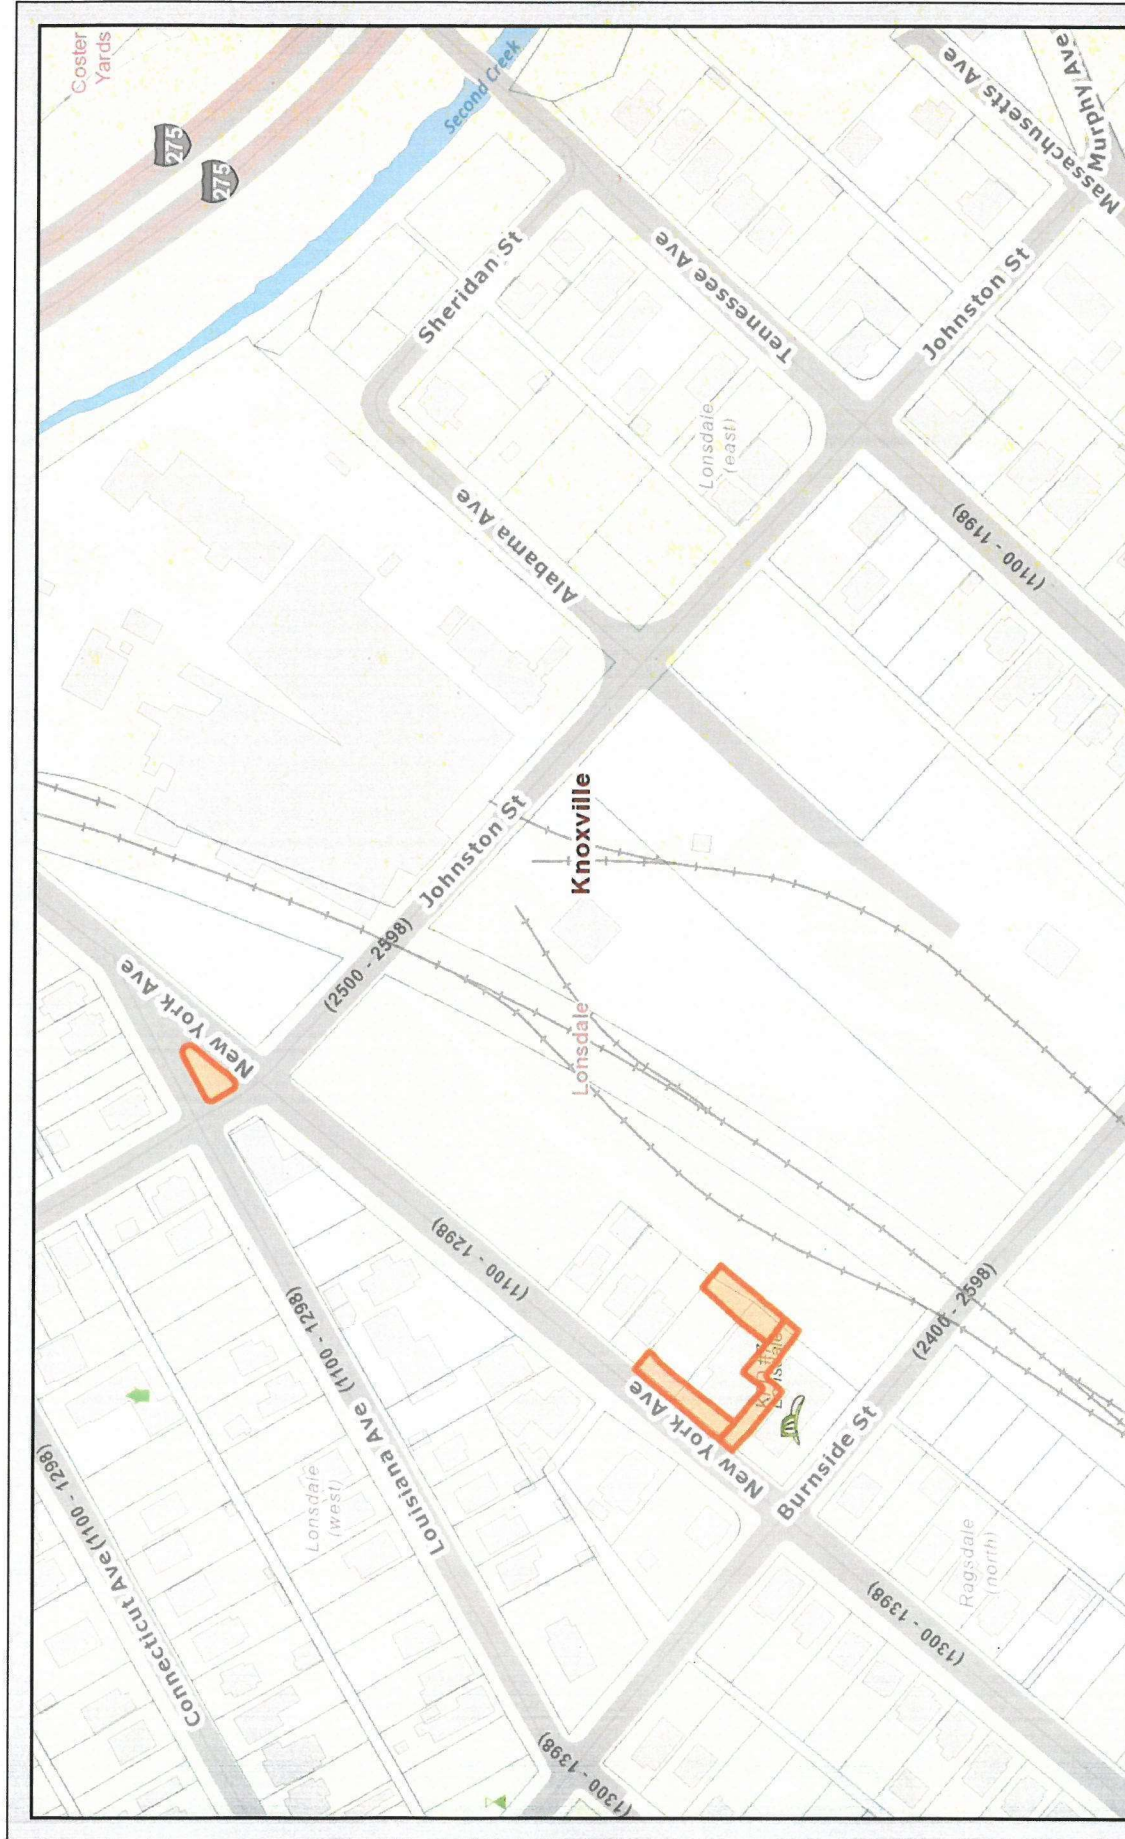 Coster
Yards
275
275
Second Creek
Massachusetts Ave
Murphy Ave
Sheridan St
Tennessee Ave
Johnston St
Lonsdale
(east)
Alabama Ave
(1100 - 1198)
Knoxville
Johnston St
(2500 - 2598)
New York Ave
Lonsdale
(1100 - 1298)
(1100 - 1298)
(2400 - 2598)
New York Ave
Burnside St
Louisiana Ave
Lonsdale
(west)
(1100 - 1298)
Connecticut Ave
Ragsdale
(north)
(1300 - 1398)
(1300 - 1398)
(1300 - 1398)